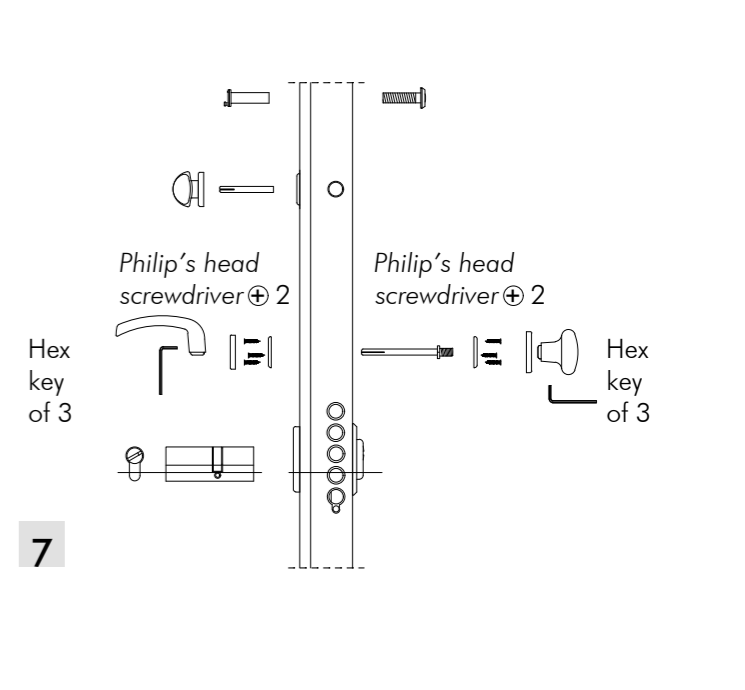 Philip’s head
screwdriver ⊕ 2
Philip’s head
screwdriver ⊕ 2
Hex
key
of 3
Hex
key
of 3
7